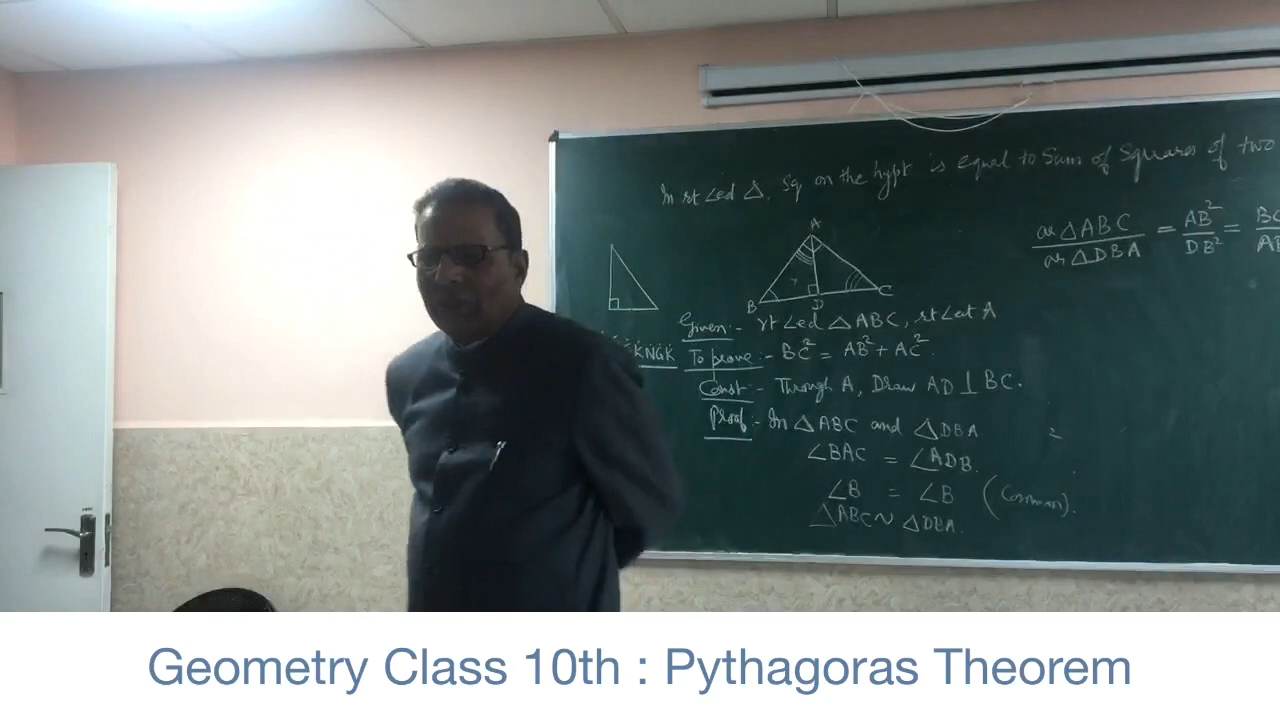 In rt ∠ed △, Sq on the hypt is equal to Sum of Squares of two
ar △ABC / ar △DBA = AB² / DB² = BC / AB
A
B D C
Given:- rt ∠ed △ABC, rt∠at A
KNGK
To prove:- BC² = AB² + AC².
Const:- Through A, Draw AD ⊥ BC.
Proof:- In △ABC and △DBA
∠BAC = ∠ADB.
∠B = ∠B (Common).
△ABC ~ △DBA.
Geometry Class 10th : Pythagoras Theorem